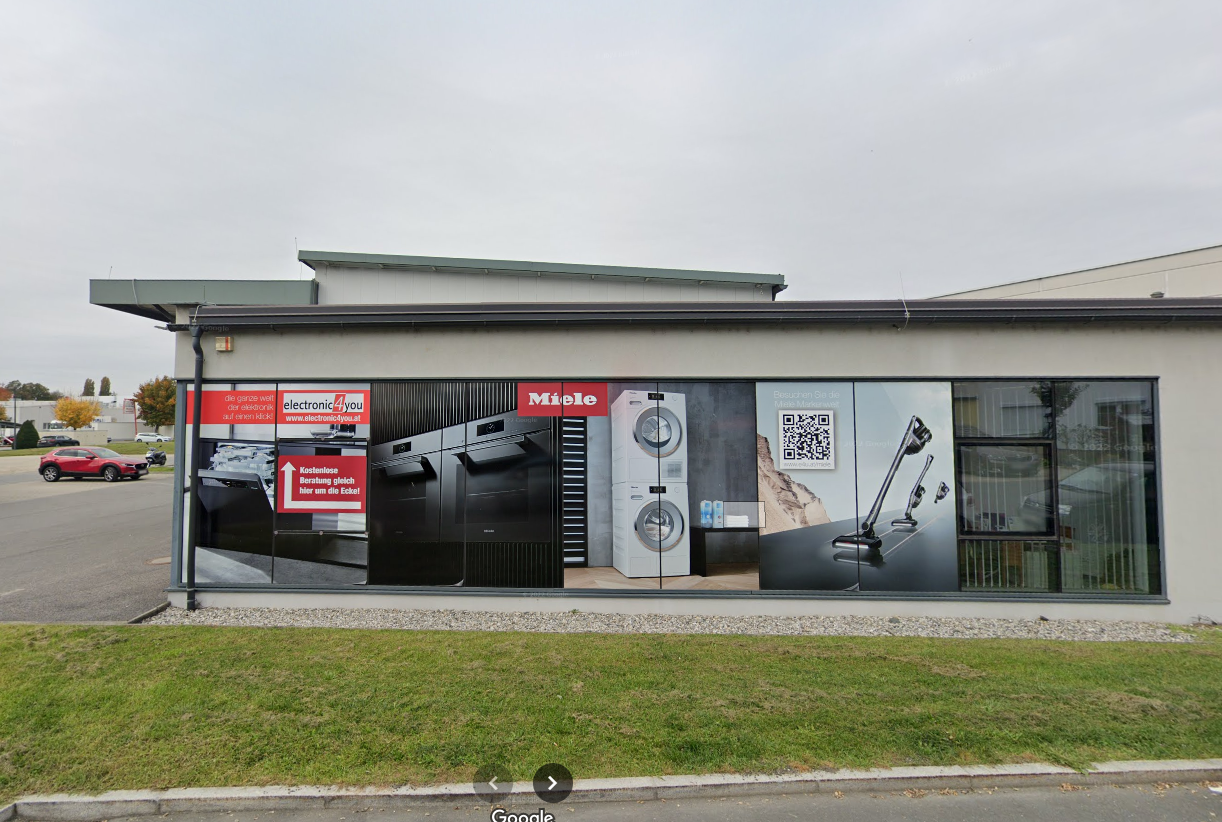 die ganze welt
der elektronik
auf einen klick!
electronic4you
www.electronic4you.at
Kostenlose
Beratung gleich
hier um die Ecke!
Miele
Besuchen Sie die
Google